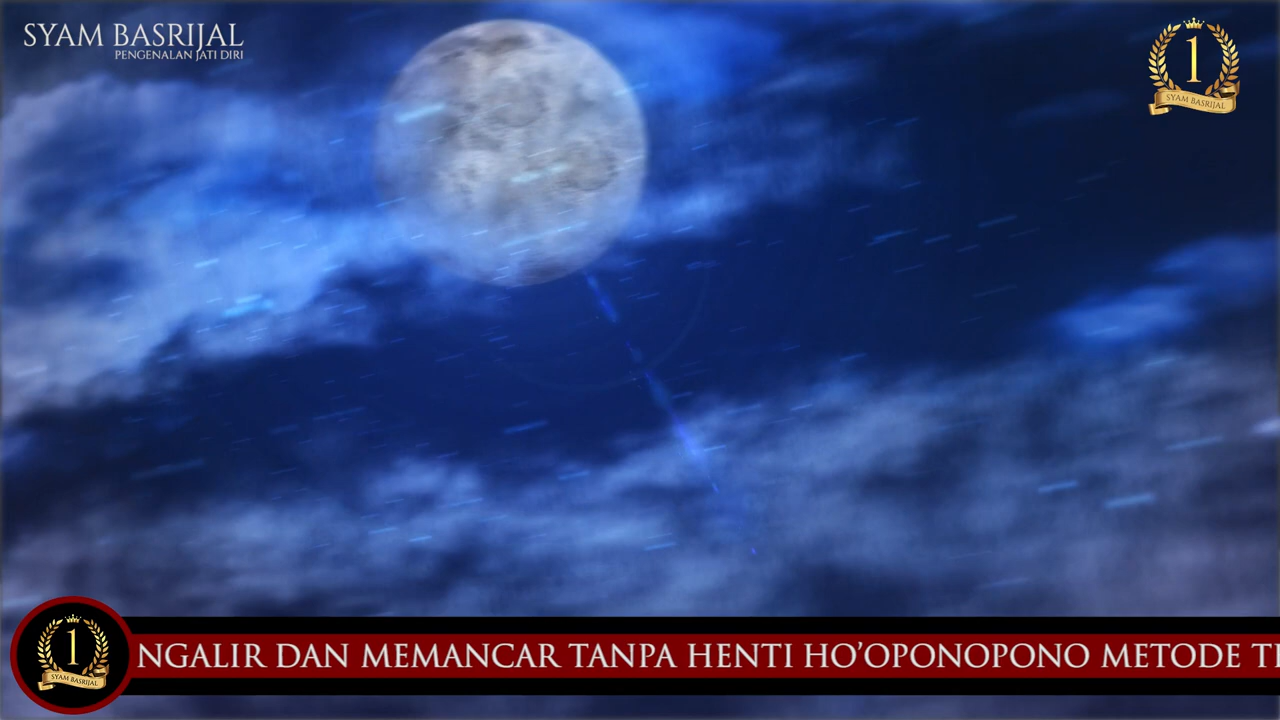 SYAM BASRIJAL
PENGENALAN JATI DIRI
1
SYAM BASRIJAL
1
SYAM BASRIJAL
NGALIR DAN MEMANCAR TANPA HENTI HO'OPONOPONO METODE